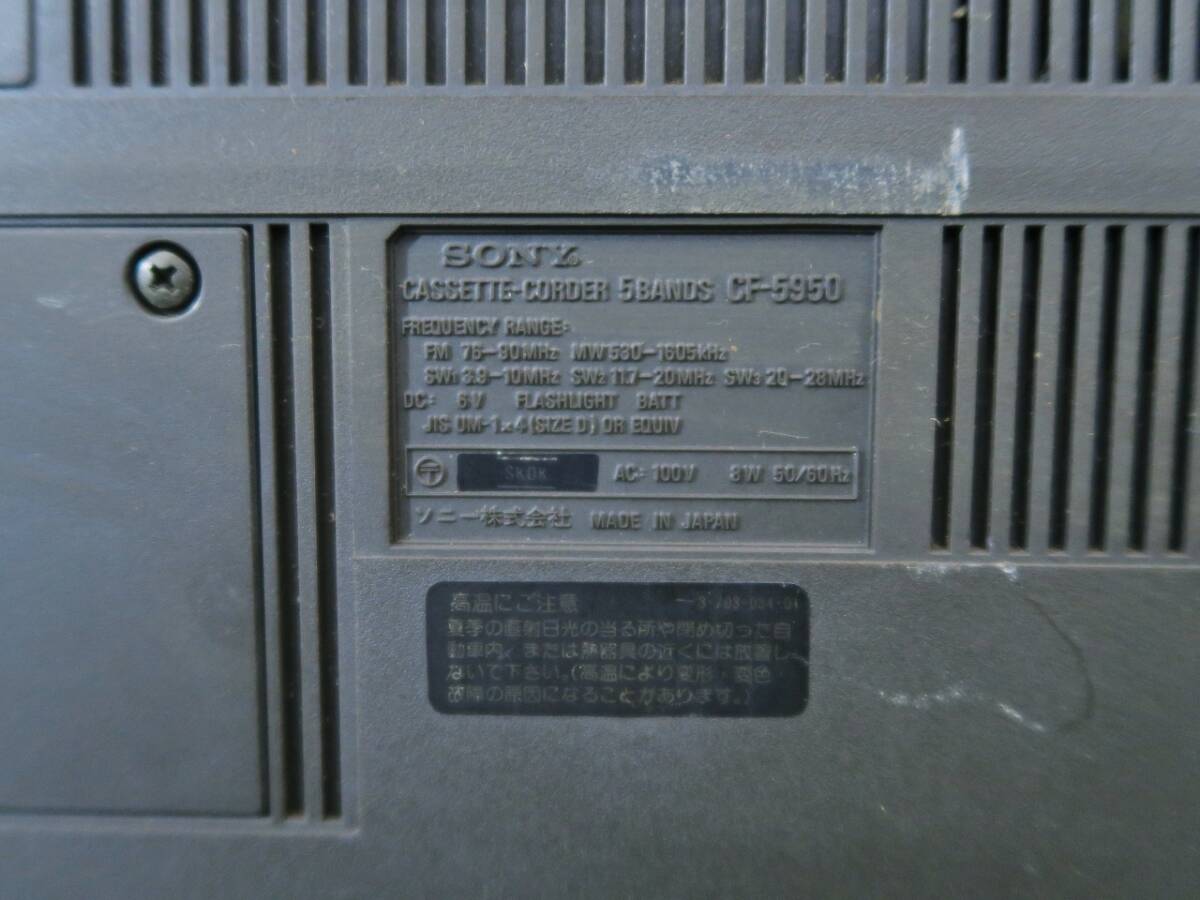 SONY
CASSETTE-CORDER 5 BANDS CF-5950
FREQUENCY RANGE:
FM 76-90MHz MW 530-1605kHz
SW1 3.9-10MHz SW2 11.7-20MHz SW3 20-28MHz
DC: 6V FLASHLIGHT BATT
JIS UM-1×4 (SIZE D) OR EQUIV
SKDK AC: 100V 8W 50/60Hz
ソニー株式会社 MADE IN JAPAN
高温にご注意
夏季の直射日光の当る所や閉め切った自
動車内、または熱器具の近くには放置し
ないで下さい。(高温により変形・変色・
故障の原因になることがあります。)